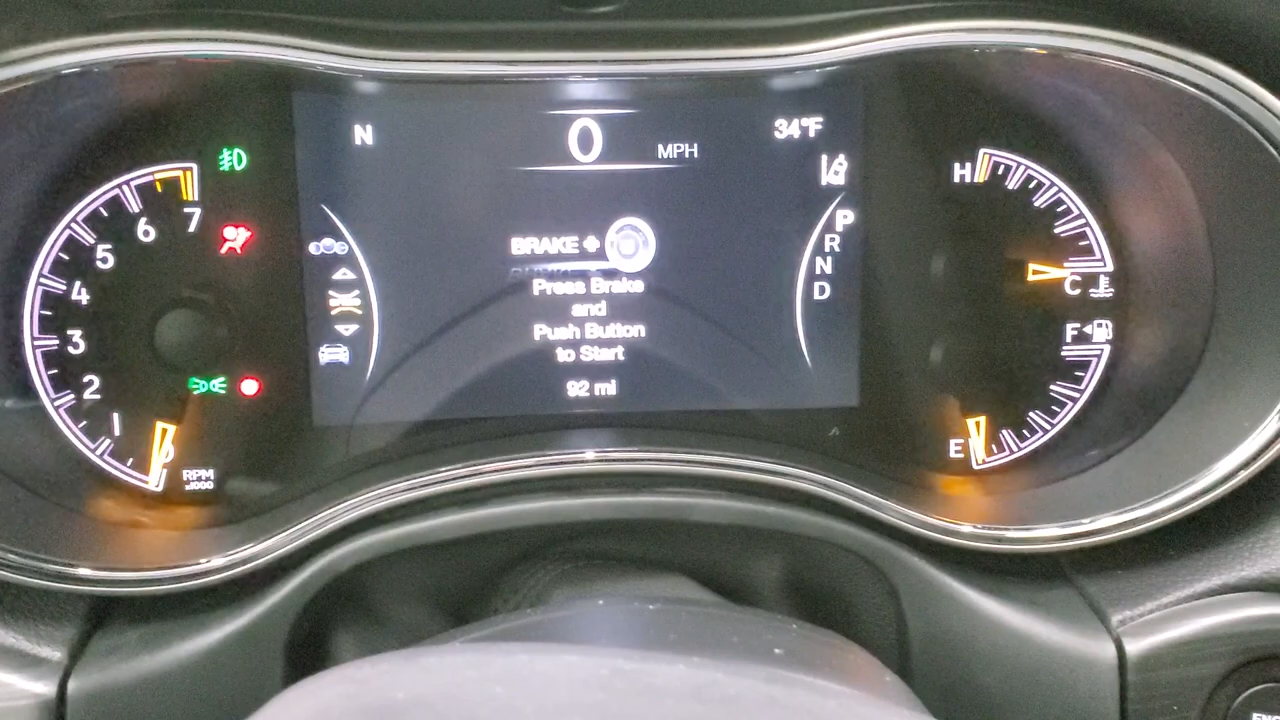 N
0
MPH
34°F
BRAKE +
Press Brake
and
Push Button
to Start
92 mi
P
R
N
D
7
6
5
4
3
2
1
0
RPM
x1000
H
C
F
E